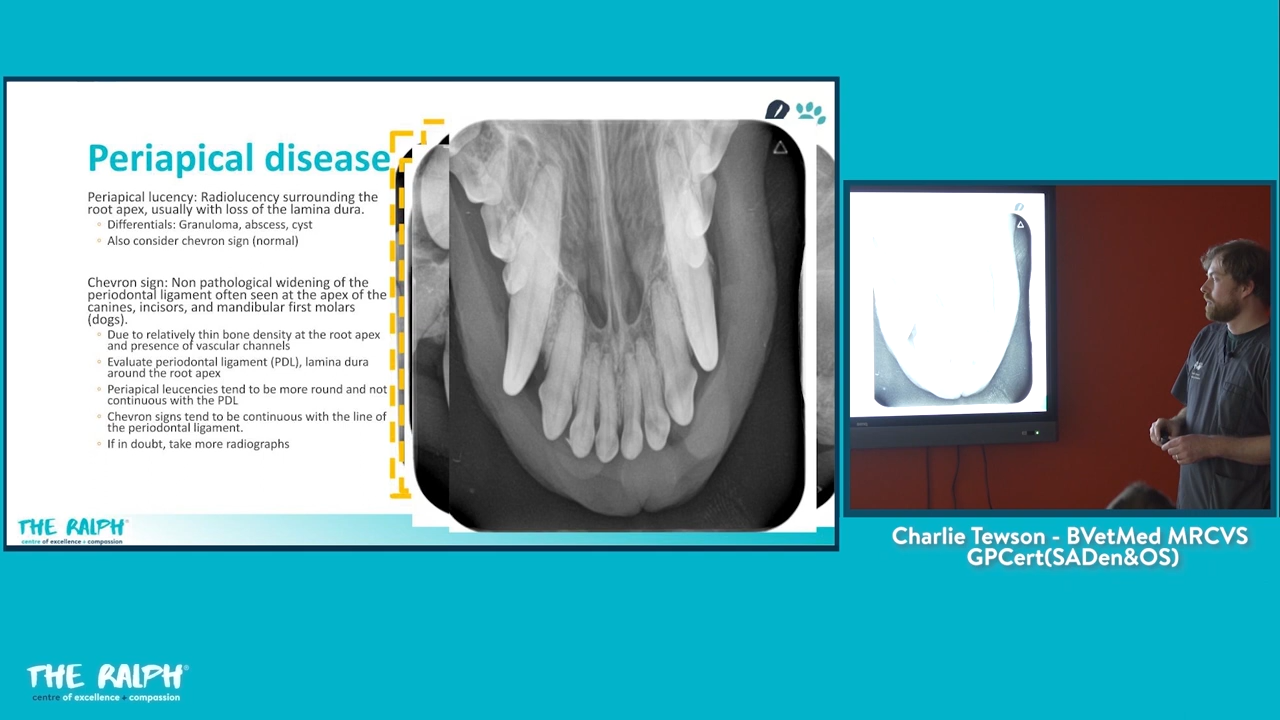 Periapical disease
Periapical lucency: Radiolucency surrounding the
root apex, usually with loss of the lamina dura.
Differentials: Granuloma, abscess, cyst
Also consider chevron sign (normal)
Chevron sign: Non pathological widening of the
periodontal ligament often seen at the apex of the
canines, incisors, and mandibular first molars
(dogs).
Due to relatively thin bone density at the root apex
and presence of vascular channels
Evaluate periodontal ligament (PDL), lamina dura
around the root apex
Periapical leucencies tend to be more round and not
continuous with the PDL
Chevron signs tend to be continuous with the line of
the periodontal ligament.
If in doubt, take more radiographs
THE RALPH®
centre of excellence + compassion
Charlie Tewson - BVetMed MRCVS
GPCert(SADen&OS)
THE RALPH®
centre of excellence + compassion